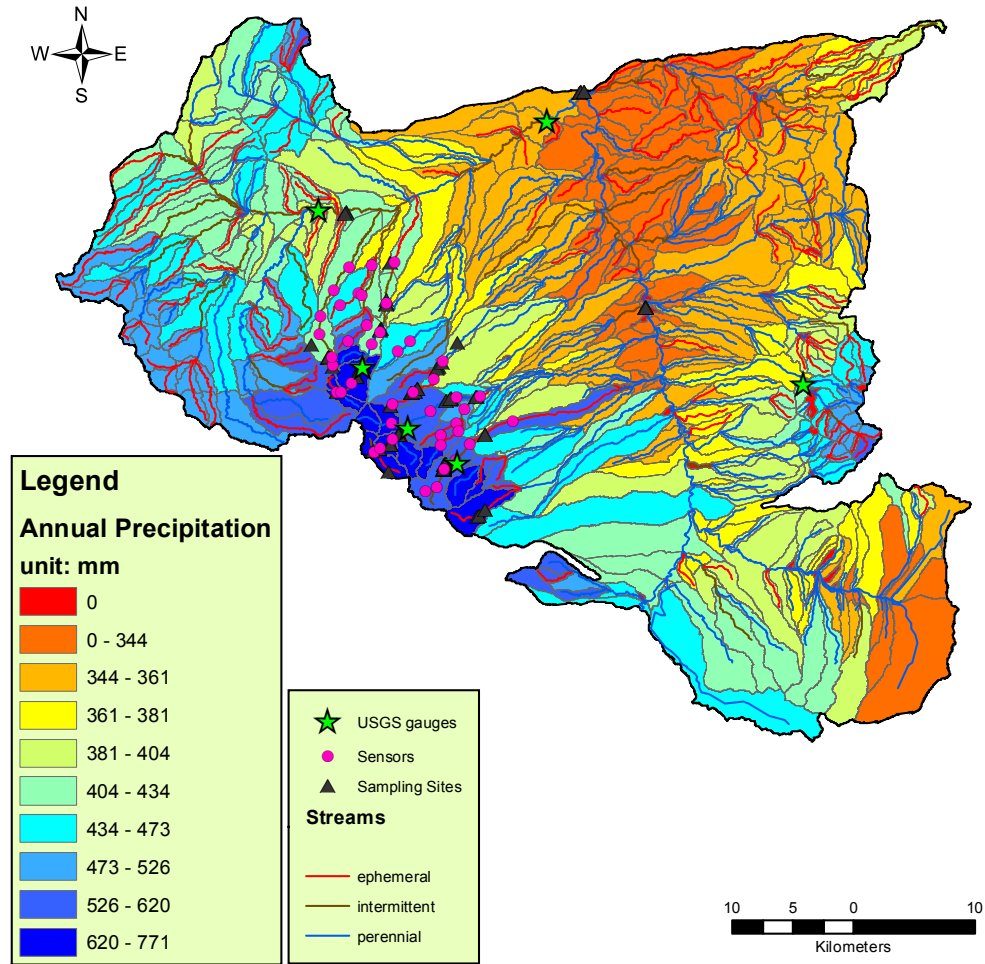 N
W E
S
Legend
Annual Precipitation
unit: mm
0
0 - 344
344 - 361
361 - 381
381 - 404
404 - 434
434 - 473
473 - 526
526 - 620
620 - 771
USGS gauges
Sensors
Sampling Sites
Streams
ephemeral
intermittent
perennial
10 5 0 10
Kilometers